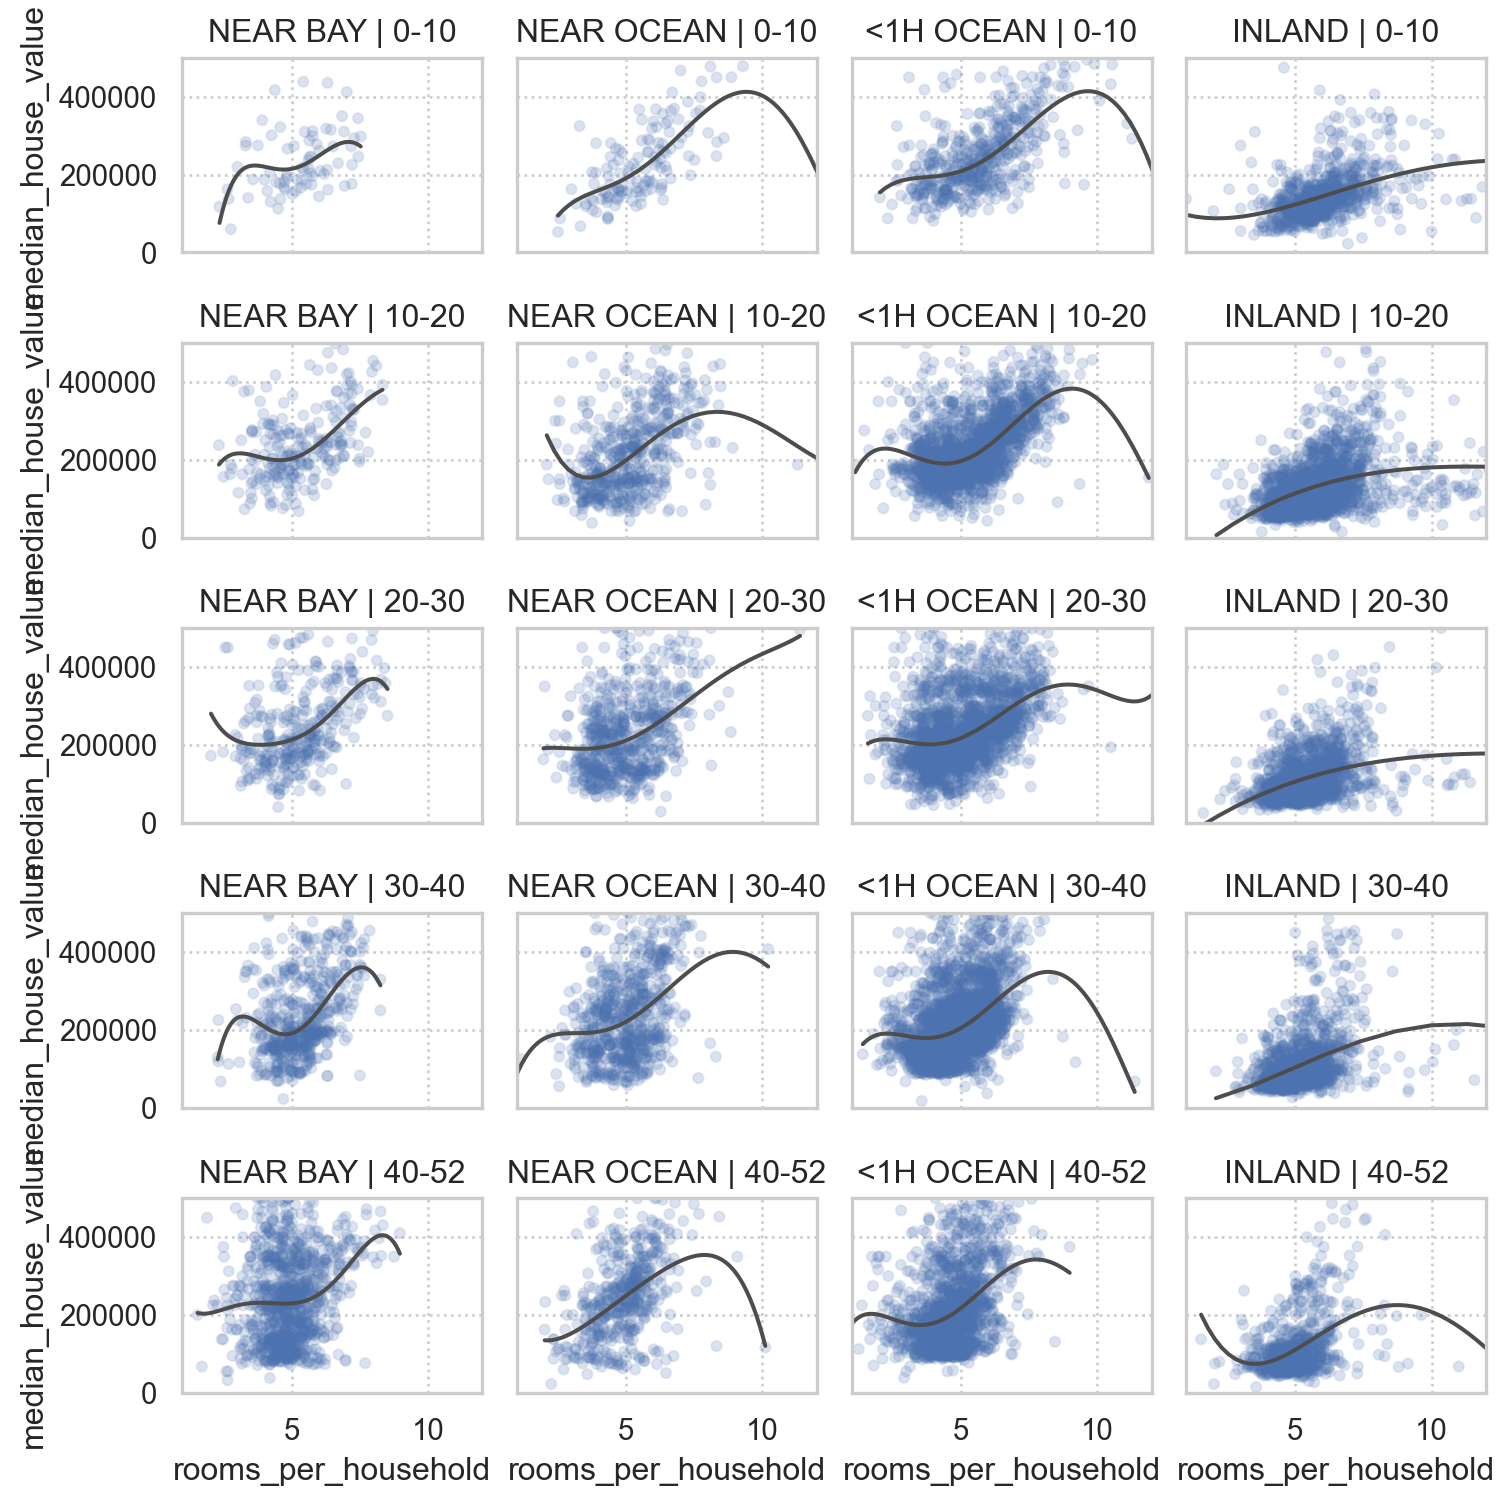 NEAR BAY | 0-10
NEAR OCEAN | 0-10
<1H OCEAN | 0-10
INLAND | 0-10
median_house_value
400000
200000
0
NEAR BAY | 10-20
NEAR OCEAN | 10-20
<1H OCEAN | 10-20
INLAND | 10-20
median_house_value
400000
200000
0
NEAR BAY | 20-30
NEAR OCEAN | 20-30
<1H OCEAN | 20-30
INLAND | 20-30
median_house_value
400000
200000
0
NEAR BAY | 30-40
NEAR OCEAN | 30-40
<1H OCEAN | 30-40
INLAND | 30-40
median_house_value
400000
200000
0
NEAR BAY | 40-52
NEAR OCEAN | 40-52
<1H OCEAN | 40-52
INLAND | 40-52
median_house_value
400000
200000
0
5 10
5 10
5 10
5 10
rooms_per_household
rooms_per_household
rooms_per_household
rooms_per_household